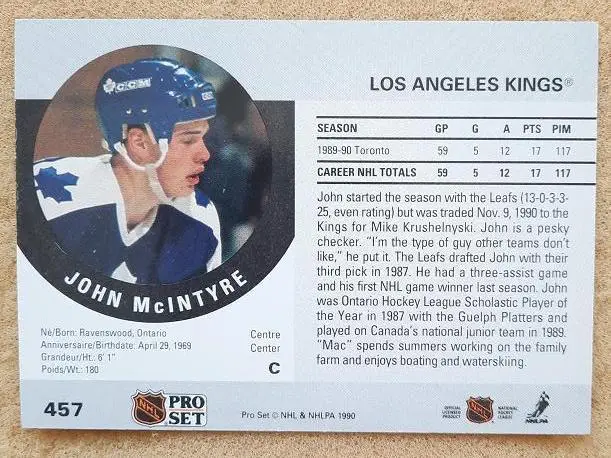 CCM
LOS ANGELES KINGS®
SEASON GP G A PTS PIM
1989-90 Toronto 59 5 12 17 117
CAREER NHL TOTALS 59 5 12 17 117
John started the season with the Leafs (13-0-3-3-
25, even rating) but was traded Nov. 9, 1990 to the
Kings for Mike Krushelnyski. John is a pesky
checker. "I'm the type of guy other teams don't
like," he put it. The Leafs drafted John with their
third pick in 1987. He had a three-assist game
and his first NHL game winner last season. John
was Ontario Hockey League Scholastic Player of
the Year in 1987 with the Guelph Platters and
played on Canada's national junior team in 1989.
"Mac" spends summers working on the family
farm and enjoys boating and waterskiing.
JOHN McINTYRE
Né/Born: Ravenswood, Ontario
Anniversaire/Birthdate: April 29, 1969
Grandeur/Ht.: 6' 1"
Poids/Wt.: 180
Centre
Center
C
457
NHL
PRO
SET
Pro Set © NHL & NHLPA 1990
OFFICIAL
LICENSED
PRODUCT
NHL
NATIONAL
HOCKEY
LEAGUE
NHLPA